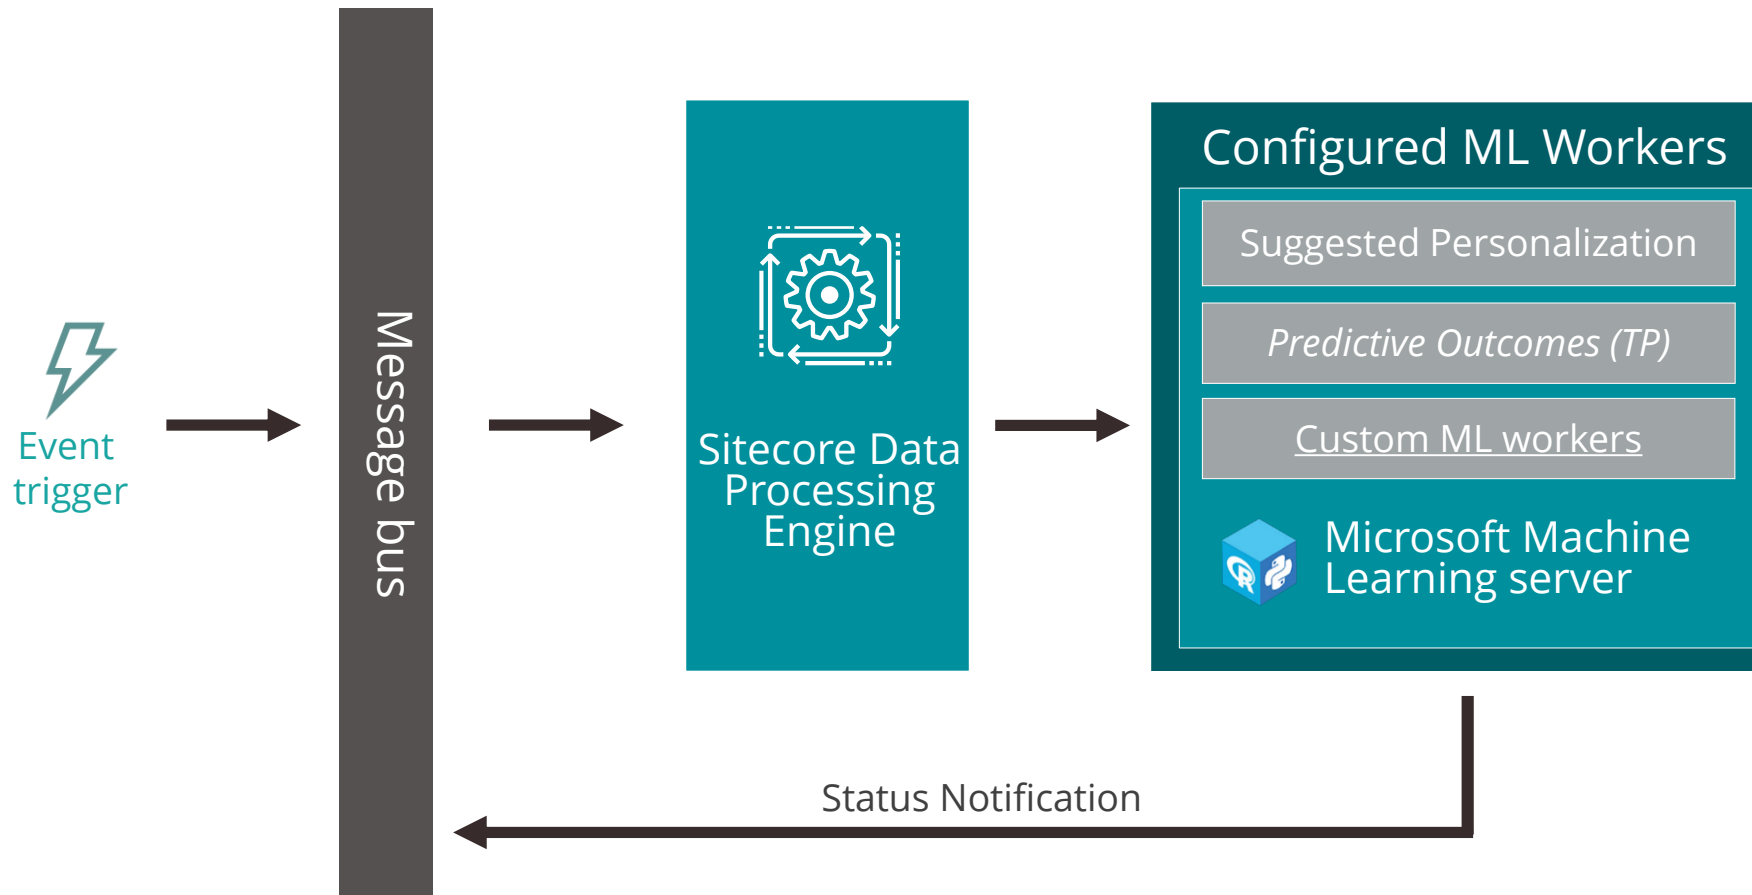 Event
trigger
Message bus
Sitecore Data
Processing
Engine
Configured ML Workers
Suggested Personalization
Predictive Outcomes (TP)
Custom ML workers
R
Microsoft Machine
Learning server
Status Notification